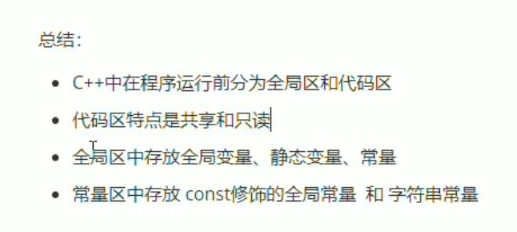 总结：
C++中在程序运行前分为全局区和代码区
代码区特点是共享和只读
全局区中存放全局变量、静态变量、常量
常量区中存放 const修饰的全局常量 和 字符串常量